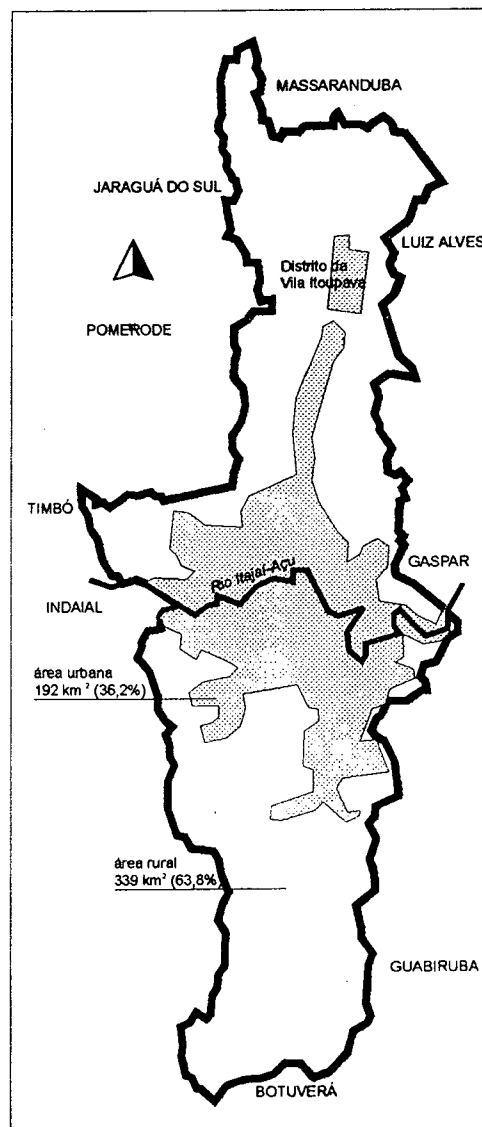 MASSARANDUBA
JARAGUÁ DO SUL
LUIZ ALVES
Distrito da
Vila Itoupava
POMERODE
TIMBÓ
GASPAR
Rio Itajaí-Açu
INDAIAL
área urbana
192 km² (36,2%)
área rural
339 km² (63,8%)
GUABIRUBA
BOTUVERÁ